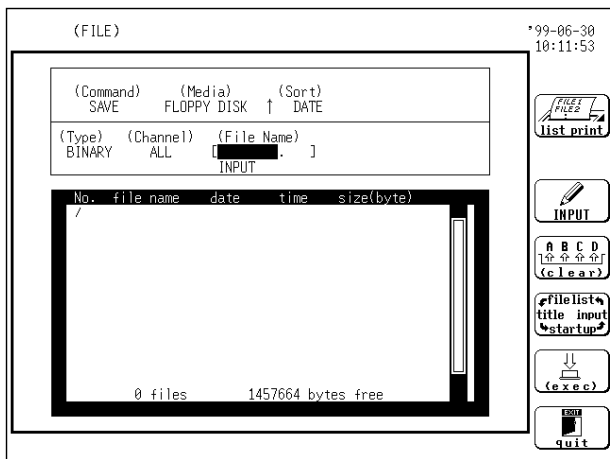 (FILE)
'99-06-30
10:11:53
(Command) (Media) (Sort)
SAVE FLOPPY DISK ↑ DATE
(Type) (Channel) (File Name)
BINARY ALL [ . ]
INPUT
No. file name date time size(byte)
/
0 files 1457664 bytes free
FILE1
FILE2
list print
INPUT
A B C D
(clear)
filelist
title input
startup
(exec)
EXIT
quit